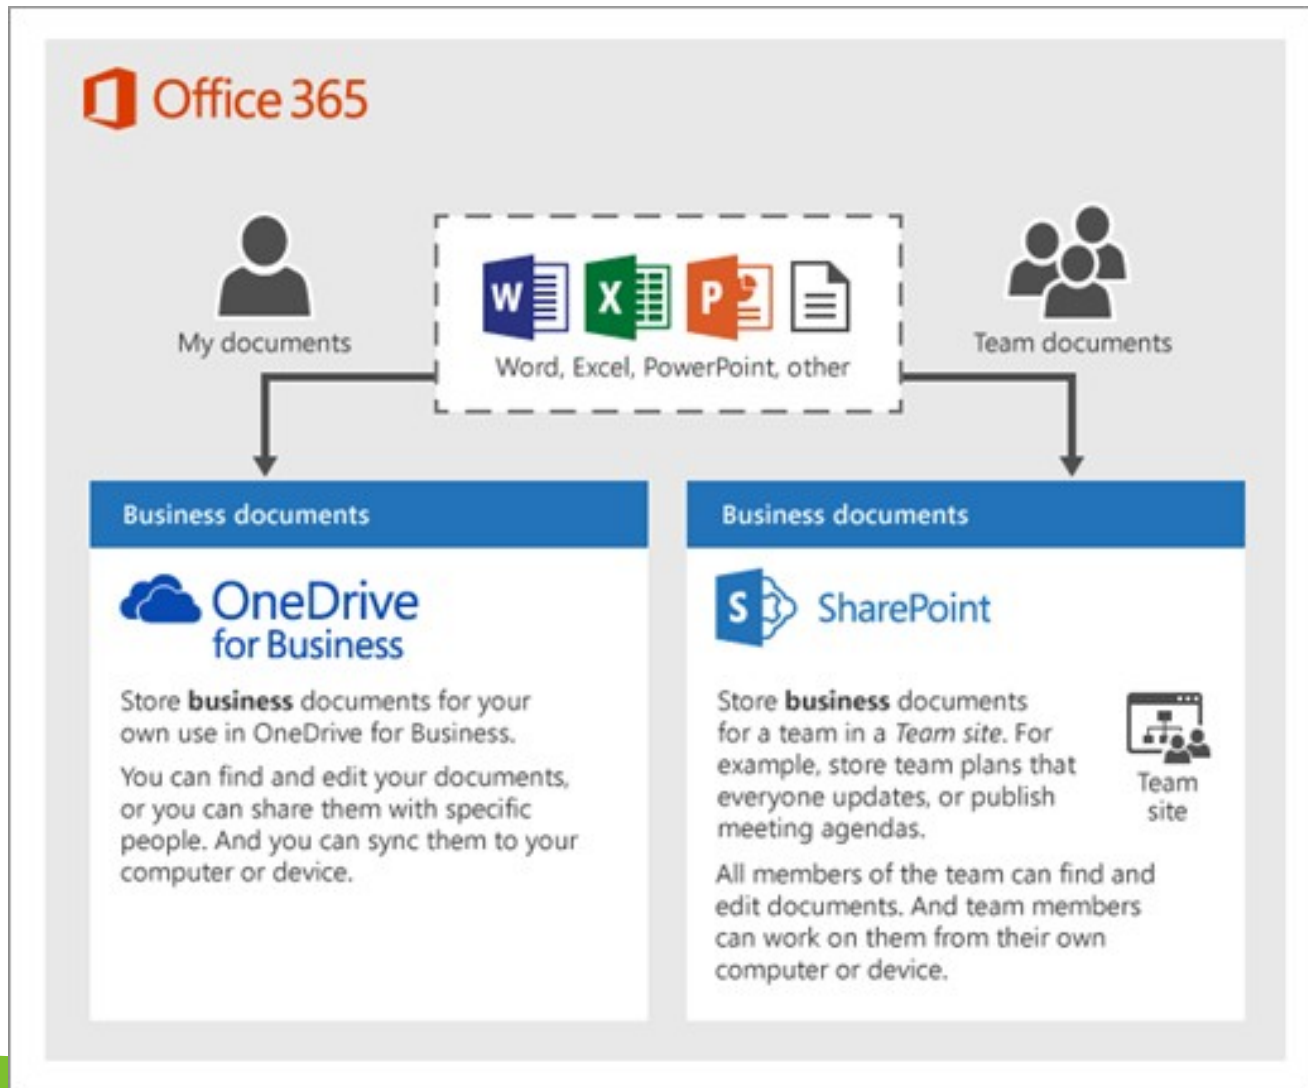 Office 365
My documents
W
X
P
Word, Excel, PowerPoint, other
Team documents
Business documents
OneDrive
for Business
Store business documents for your
own use in OneDrive for Business.
You can find and edit your documents,
or you can share them with specific
people. And you can sync them to your
computer or device.
Business documents
S
SharePoint
Store business documents
for a team in a Team site. For
example, store team plans that
everyone updates, or publish
meeting agendas.
Team
site
All members of the team can find and
edit documents. And team members
can work on them from their own
computer or device.